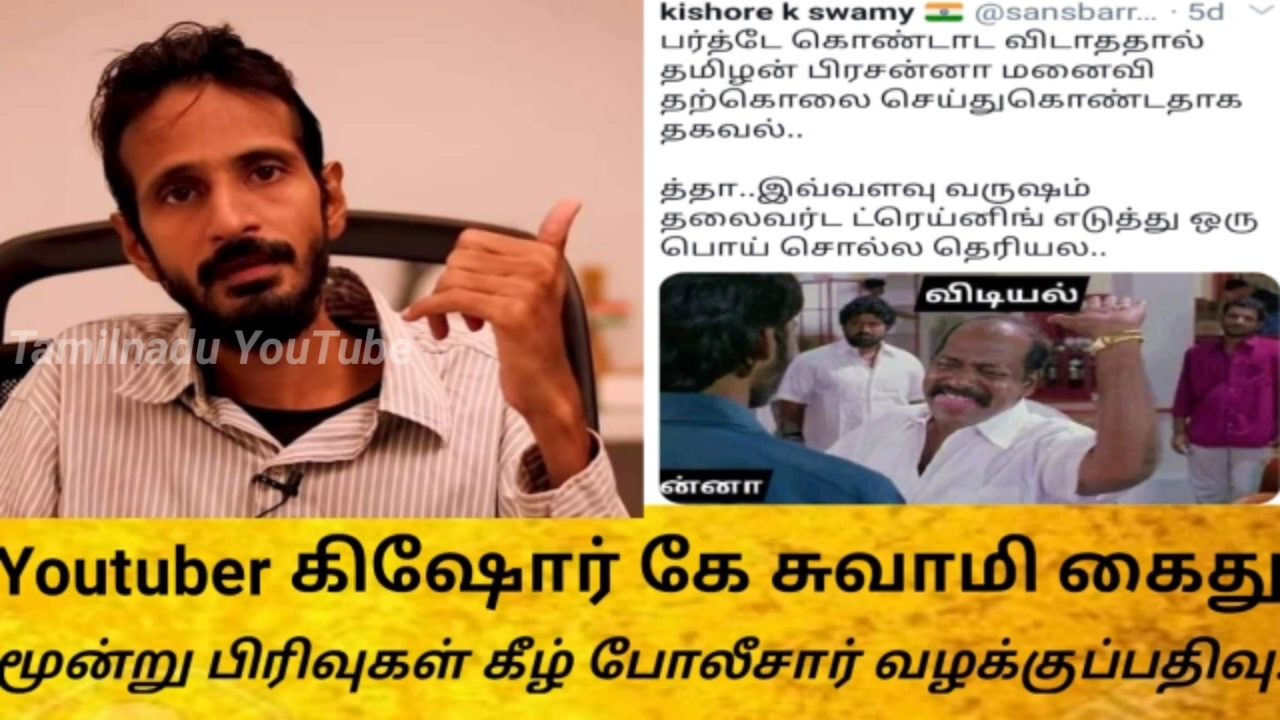 Tamilnadu YouTube
kishore k swamy 🇮🇳 @sansbarr... · 5d
பர்த்டே கொண்டாட விடாததால்
தமிழன் பிரசன்னா மனைவி
தற்கொலை செய்துகொண்டதாக
தகவல்..
த்தா..இவ்வளவு வருஷம்
தலைவர்ட ட்ரெய்னிங் எடுத்து ஒரு
பொய் சொல்ல தெரியல..
விடியல்
ன்னா
Youtuber கிஷோர் கே சுவாமி கைது
மூன்று பிரிவுகள் கீழ் போலீசார் வழக்குப்பதிவு.